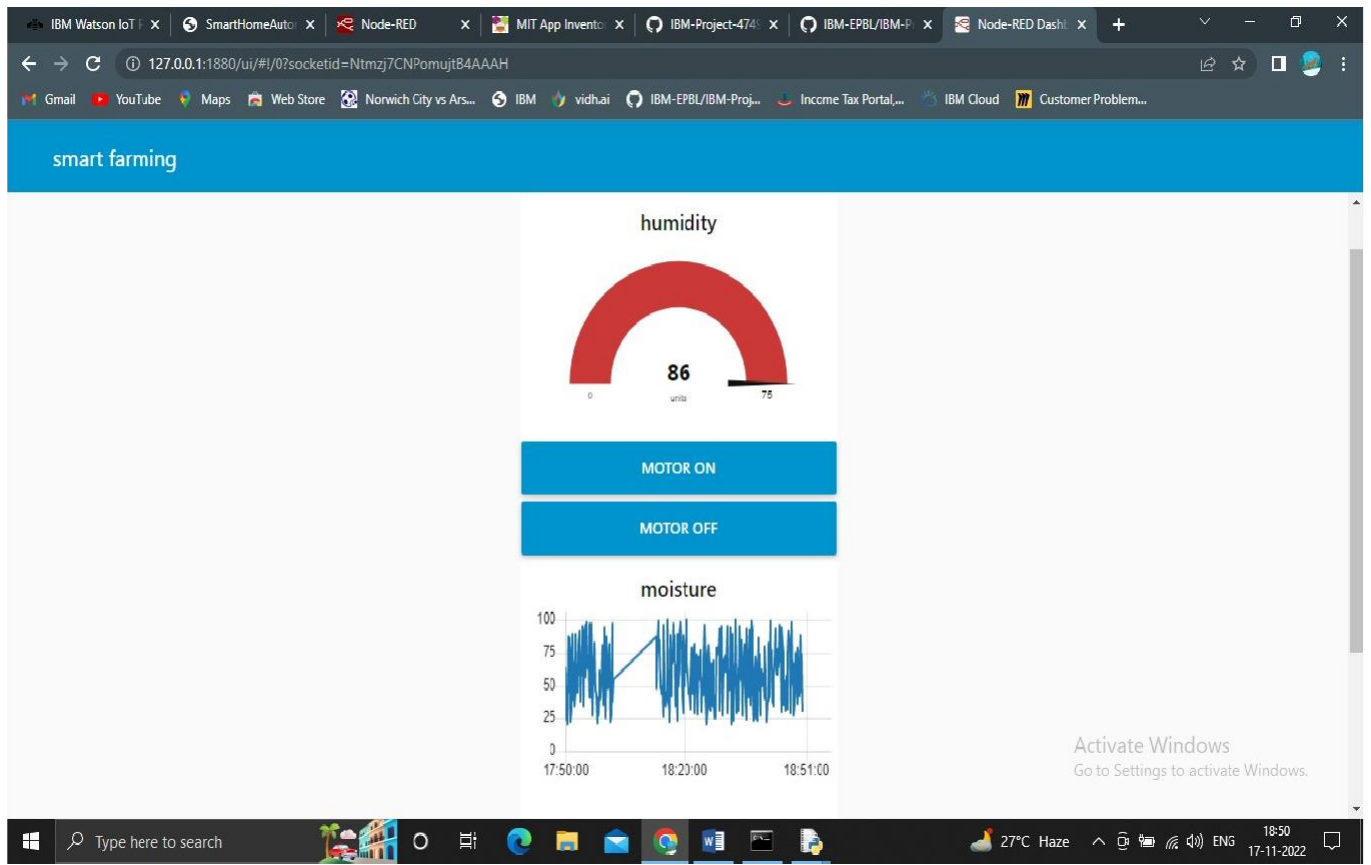 IBM Watson IoT P
SmartHomeAutor
Node-RED
MIT App Invento
IBM-Project-4749
IBM-EPBL/IBM-Pr
Node-RED Dashb
127.0.0.1:1880/ui/#!/0?socketid=Ntmzj7CNPomujtB4AAAH
Gmail
YouTube
Maps
Web Store
Norwich City vs Ars...
IBM
vidh.ai
IBM-EPBL/IBM-Proj...
Income Tax Portal,...
IBM Cloud
Customer Problem...
smart farming
humidity
86
0
units
75
MOTOR ON
MOTOR OFF
moisture
100
75
50
25
0
17:50:00
18:20:00
18:51:00
Activate Windows
Go to Settings to activate Windows.
Type here to search
27°C Haze
ENG
18:50
17-11-2022